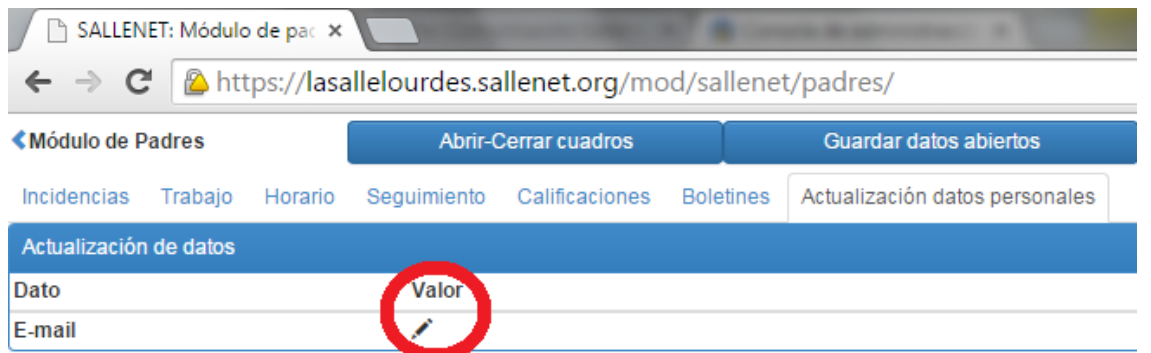 SALLENET: Módulo de pac
https://lasallelourdes.sallenet.org/mod/sallenet/padres/
Módulo de Padres Abrir-Cerrar cuadros Guardar datos abiertos
Incidencias Trabajo Horario Seguimiento Calificaciones Boletines Actualización datos personales
Actualización de datos
Dato Valor
E-mail